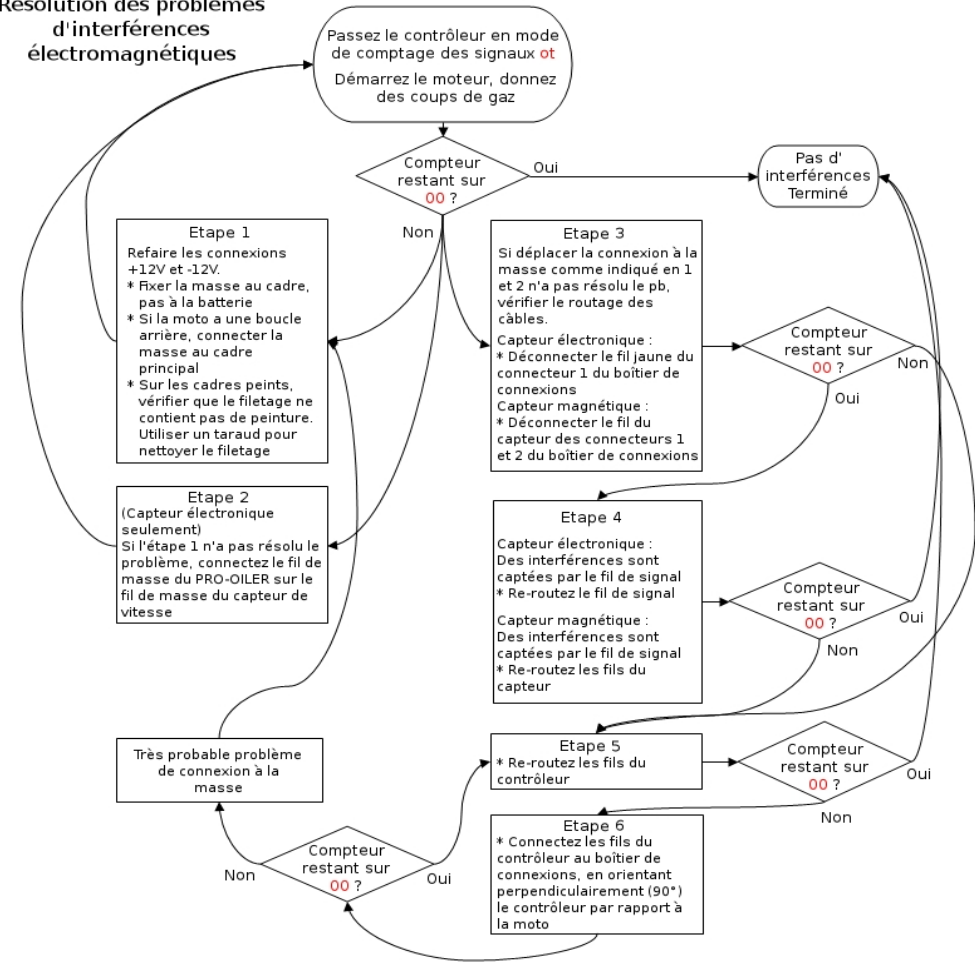 Résolution des problèmes
d'interférences
électromagnétiques
Passez le contrôleur en mode
de comptage des signaux ot
Démarrez le moteur, donnez
des coups de gaz
Compteur
restant sur
00 ?
Oui
Non
Pas d'
interférences
Terminé
Etape 1
Refaire les connexions
+12V et -12V.
* Fixer la masse au cadre,
pas à la batterie
* Si la moto a une boucle
arrière, connecter la
masse au cadre
principal
* Sur les cadres peints,
vérifier que le filetage ne
contient pas de peinture.
Utiliser un taraud pour
nettoyer le filetage
Etape 2
(Capteur électronique
seulement)
Si l'étape 1 n'a pas résolu le
problème, connectez le fil de
masse du PRO-OILER sur le
fil de masse du capteur de
vitesse
Etape 3
Si déplacer la connexion à la
masse comme indiqué en 1
et 2 n'a pas résolu le pb,
vérifier le routage des
câbles.
Capteur électronique :
* Déconnecter le fil jaune du
connecteur 1 du boîtier de
connexions
Capteur magnétique :
* Déconnecter le fil du
capteur des connecteurs 1
et 2 du boîtier de connexions
Compteur
restant sur
00 ?
Non
Oui
Etape 4
Capteur électronique :
Des interférences sont
captées par le fil de signal
* Re-routez le fil de signal
Capteur magnétique :
Des interférences sont
captées par le fil de signal
* Re-routez les fils du
capteur
Compteur
restant sur
00 ?
Oui
Non
Etape 5
* Re-routez les fils du
contrôleur
Compteur
restant sur
00 ?
Oui
Non
Etape 6
* Connectez les fils du
contrôleur au boîtier de
connexions, en orientant
perpendiculairement (90°)
le contrôleur par rapport à
la moto
Compteur
restant sur
00 ?
Non
Oui
Très probable problème
de connexion à la
masse